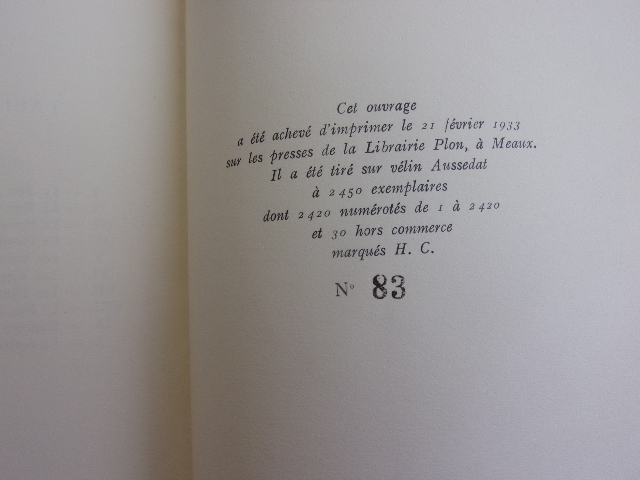 Cet ouvrage
a été achevé d'imprimer le 21 février 1933
sur les presses de la Librairie Plon, à Meaux.
Il a été tiré sur vélin Aussedat
à 2450 exemplaires
dont 2420 numérotés de 1 à 2420
et 30 hors commerce
marqués H. C.
N° 83